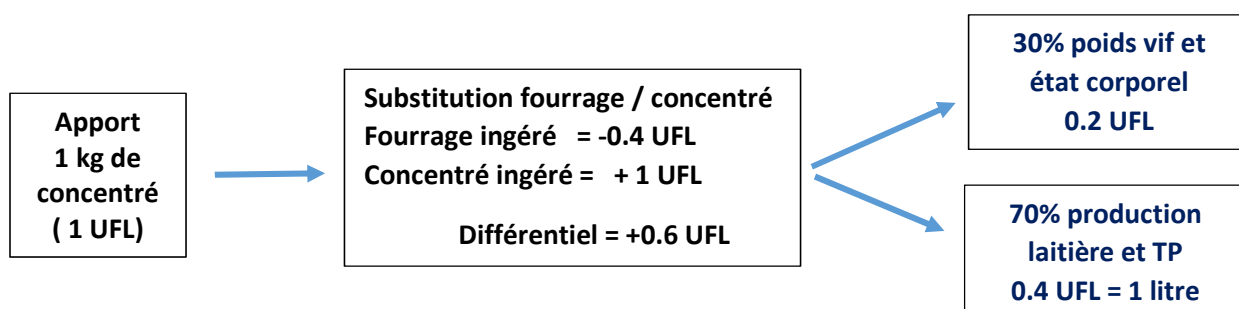 Apport
1 kg de
concentré
( 1 UFL)
Substitution fourrage / concentré
Fourrage ingéré = -0.4 UFL
Concentré ingéré = + 1 UFL
Différentiel = +0.6 UFL
30% poids vif et
état corporel
0.2 UFL
70% production
laitière et TP
0.4 UFL = 1 litre